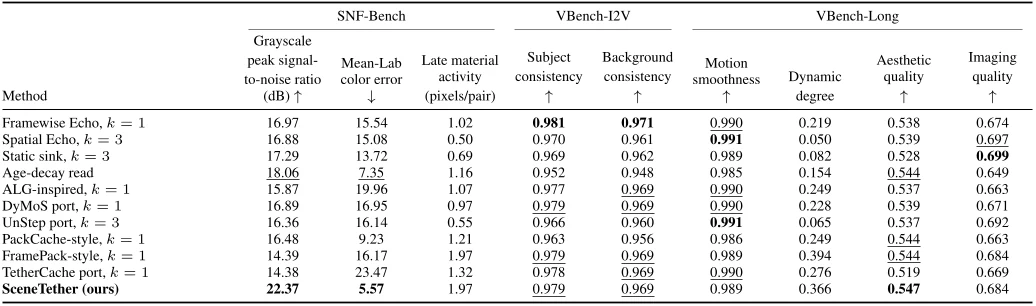 SNF-Bench VBench-I2V VBench-Long
Grayscale
peak signal- Mean-Lab Late material Subject Background Motion Aesthetic Imaging
to-noise ratio color error activity consistency consistency smoothness Dynamic quality quality
Method (dB) ↑ ↓ (pixels/pair) ↑ ↑ ↑ degree ↑ ↑
Framewise Echo, k = 1 16.97 15.54 1.02 0.981 0.971 0.990 0.219 0.538 0.674
Spatial Echo, k = 3 16.88 15.08 0.50 0.970 0.961 0.991 0.050 0.539 0.697
Static sink, k = 3 17.29 13.72 0.69 0.969 0.962 0.989 0.082 0.528 0.699
Age-decay read 18.06 7.35 1.16 0.952 0.948 0.985 0.154 0.544 0.649
ALG-inspired, k = 1 15.87 19.96 1.07 0.977 0.969 0.990 0.249 0.537 0.663
DyMoS port, k = 1 16.89 16.95 0.97 0.979 0.969 0.990 0.228 0.539 0.671
UnStep port, k = 3 16.36 16.14 0.55 0.966 0.960 0.991 0.065 0.537 0.692
PackCache-style, k = 1 16.48 9.23 1.21 0.963 0.956 0.986 0.249 0.544 0.663
FramePack-style, k = 1 14.39 16.17 1.97 0.979 0.969 0.989 0.394 0.544 0.684
TetherCache port, k = 1 14.38 23.47 1.32 0.978 0.969 0.990 0.276 0.519 0.669
SceneTether (ours) 22.37 5.57 1.97 0.979 0.969 0.989 0.366 0.547 0.684